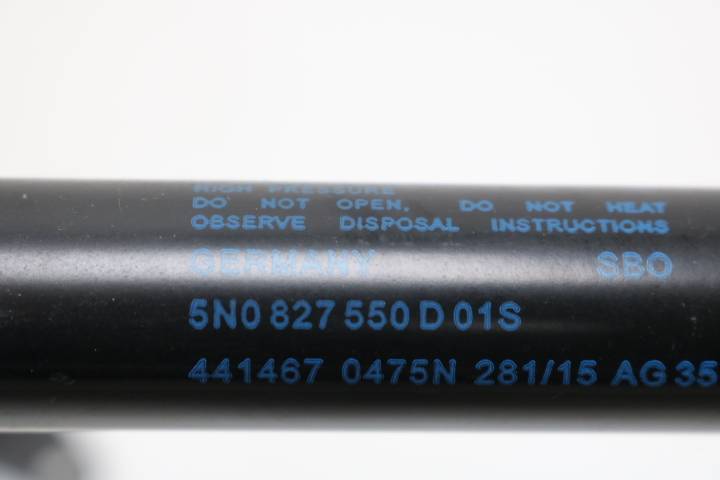 HIGH PRESSURE
DO NOT OPEN, DO NOT HEAT
OBSERVE DISPOSAL INSTRUCTIONS
GERMANY SBO
5N0 827 550 D 01S
441467 0475N 281/15 AG 35